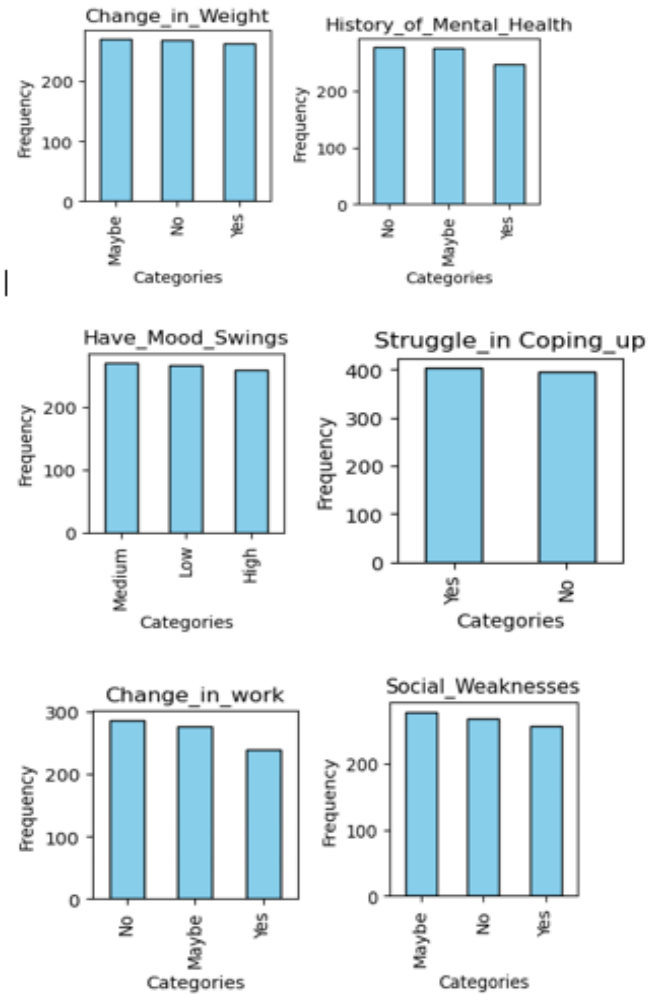 Change_in_Weight
Frequency
200
100
0
Maybe
No
Yes
Categories
History_of_Mental_Health
Frequency
200
100
0
No
Maybe
Yes
Categories
Have_Mood_Swings
Frequency
200
100
0
Medium
Low
High
Categories
Struggle_in Coping_up
Frequency
400
300
200
100
0
Yes
No
Categories
Change_in_work
Frequency
300
200
100
0
No
Maybe
Yes
Categories
Social_Weaknesses
Frequency
200
100
0
Maybe
No
Yes
Categories